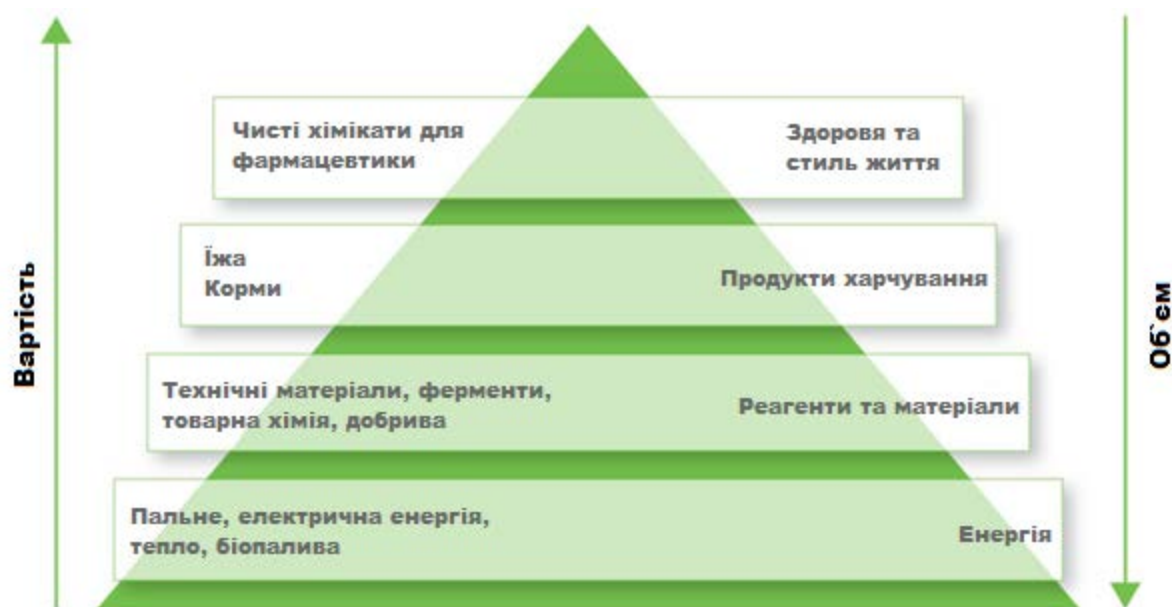 Вартість
Чисті хімікати для
фармацевтики
Здоровя та
стиль життя
Їжа
Корми
Продукти харчування
Технічні матеріали, ферменти,
товарна хімія, добрива
Реагенти та матеріали
Пальне, електрична енергія,
тепло, біопалива
Енергія
Об`єм